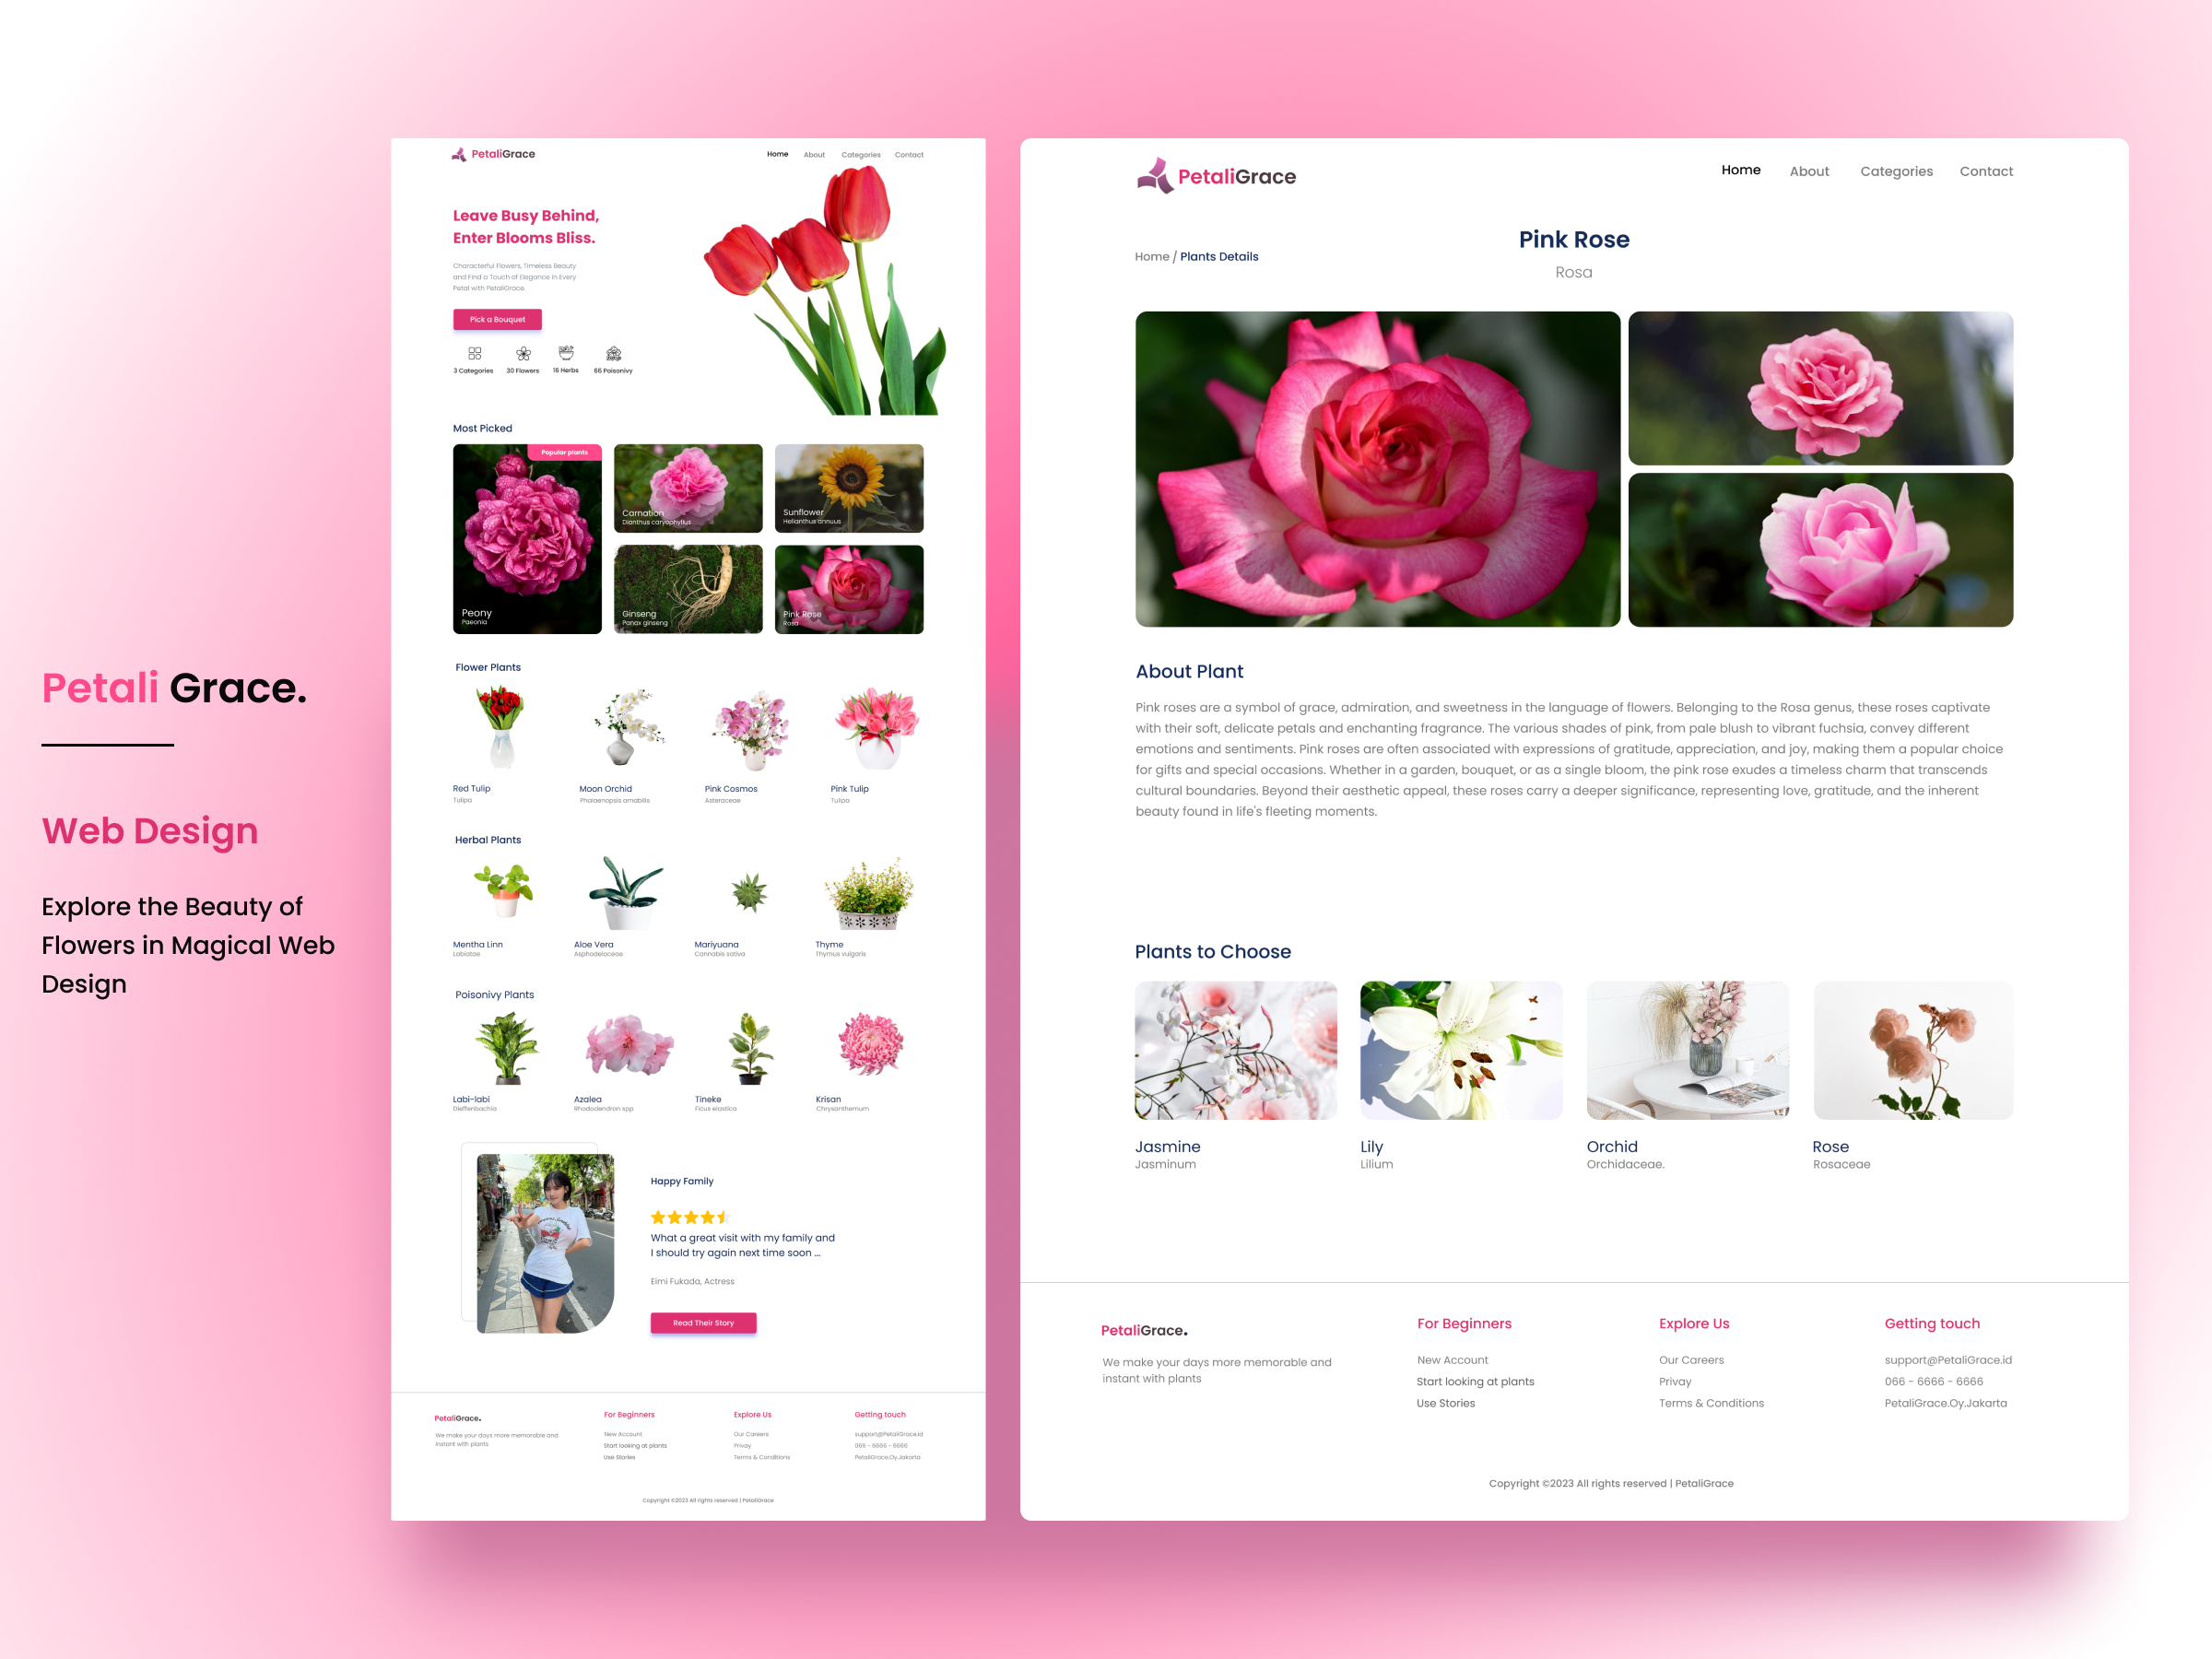 Petali Grace.
Web Design
Explore the Beauty of
Flowers in Magical Web
Design
PetaliGrace
Home About Categories Contact
Leave Busy Behind,
Enter Blooms Bliss.
Characterful Flowers, Timeless Beauty
and Find a Touch of Elegance in Every
Petal with PetaliGrace.
Pick a Bouquet
3 Categories 30 Flowers 16 Herbs 66 Poisonivy
Most Picked
Popular plants
Peony
Paeonia
Carnation
Dianthus caryophyllus
Sunflower
Helianthus annuus
Ginseng
Panax ginseng
Pink Rose
Rosa
Flower Plants
Red Tulip
Tulipa
Moon Orchid
Phalaenopsis amabilis
Pink Cosmos
Asteraceae
Pink Tulip
Tulipa
Herbal Plants
Mentha Linn
Labiatae
Aloe Vera
Asphodelaceae
Mariyuana
Cannabis sativa
Thyme
Thymus vulgaris
Poisonivy Plants
Labi-labi
Dieffenbachia
Azalea
Rhododendron spp
Tineke
Ficus elastica
Krisan
Chrysanthemum
Happy Family
What a great visit with my family and
I should try again next time soon ...
Eimi Fukada, Actress
Read Their Story
PetaliGrace.
We make your days more memorable and
instant with plants
For Beginners
New Account
Start looking at plants
Use Stories
Explore Us
Our Careers
Privay
Terms & Conditions
Getting touch
support@PetaliGrace.id
066 - 6666 - 6666
PetaliGrace.Oy.Jakarta
Copyright ©2023 All rights reserved | PetaliGrace
PetaliGrace
Home About Categories Contact
Home / Plants Details
Pink Rose
Rosa
About Plant
Pink roses are a symbol of grace, admiration, and sweetness in the language of flowers. Belonging to the Rosa genus, these roses captivate
with their soft, delicate petals and enchanting fragrance. The various shades of pink, from pale blush to vibrant fuchsia, convey different
emotions and sentiments. Pink roses are often associated with expressions of gratitude, appreciation, and joy, making them a popular choice
for gifts and special occasions. Whether in a garden, bouquet, or as a single bloom, the pink rose exudes a timeless charm that transcends
cultural boundaries. Beyond their aesthetic appeal, these roses carry a deeper significance, representing love, gratitude, and the inherent
beauty found in life's fleeting moments.
Plants to Choose
Jasmine
Jasminum
Lily
Lilium
Orchid
Orchidaceae.
Rose
Rosaceae
PetaliGrace.
We make your days more memorable and
instant with plants
For Beginners
New Account
Start looking at plants
Use Stories
Explore Us
Our Careers
Privay
Terms & Conditions
Getting touch
support@PetaliGrace.id
066 - 6666 - 6666
PetaliGrace.Oy.Jakarta
Copyright ©2023 All rights reserved | PetaliGrace